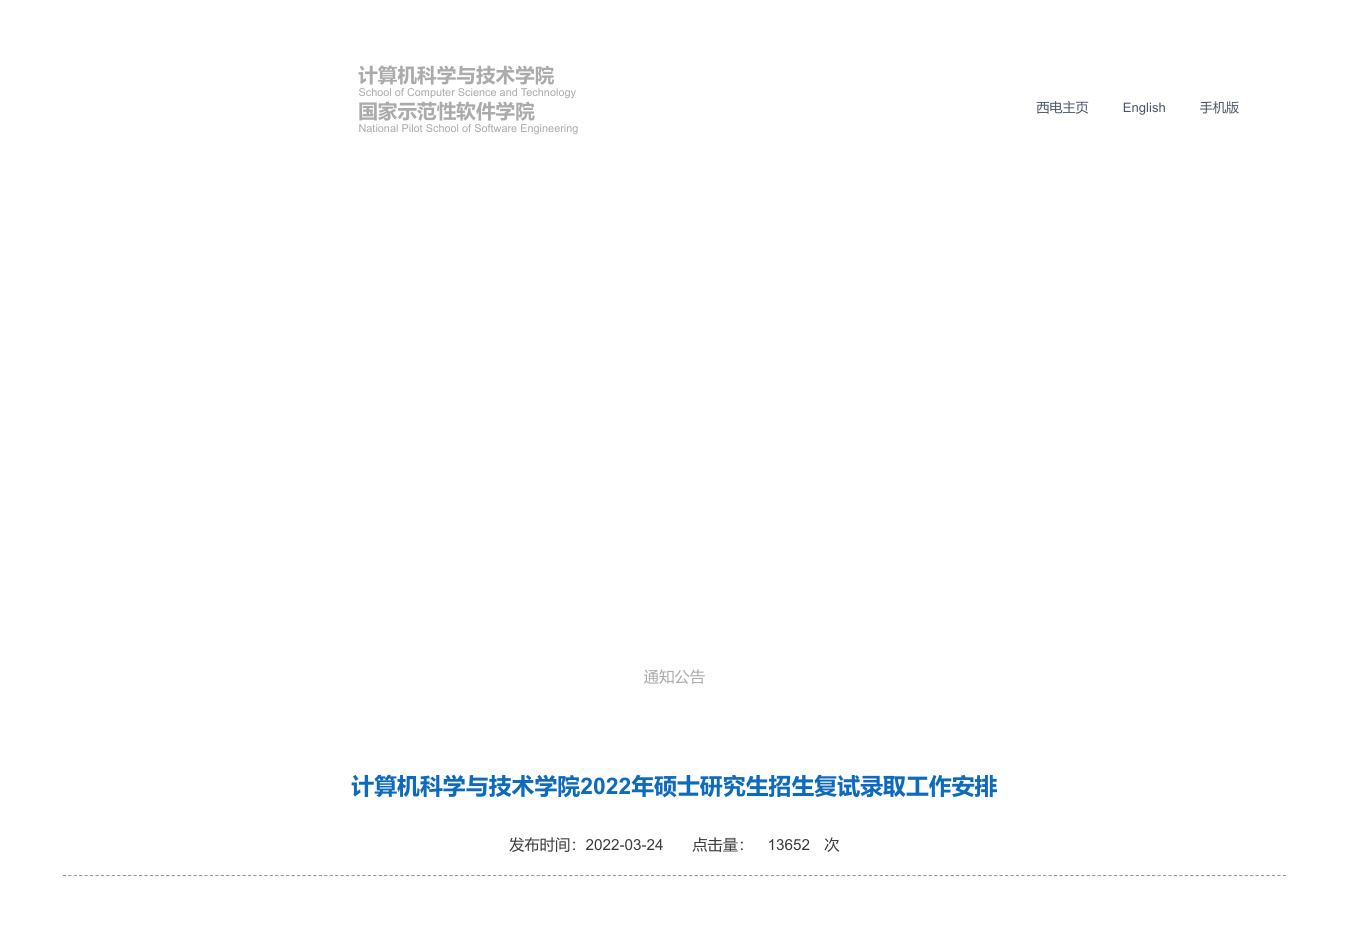 计算机科学与技术学院
School of Computer Science and Technology
国家示范性软件学院
National Pilot School of Software Engineering
西电主页 English 手机版
通知公告
计算机科学与技术学院2022年硕士研究生招生复试录取工作安排
发布时间：2022-03-24 点击量： 13652 次